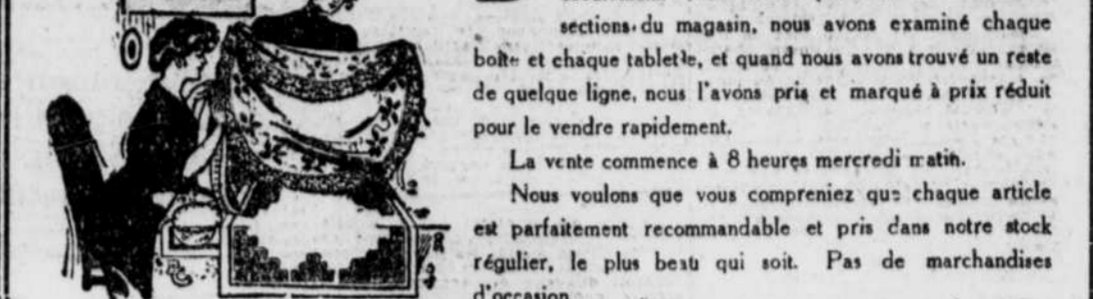 sections du magasin, nous avons examiné chaque
boîte et chaque tablette, et quand nous avons trouvé un reste
de quelque ligne, nous l'avons pris et marqué à prix réduit
pour le vendre rapidement.
La vente commence à 8 heures mercredi matin.
Nous voulons que vous compreniez que chaque article
est parfaitement recommandable et pris dans notre stock
régulier, le plus beau qui soit. Pas de marchandises
d'occasion